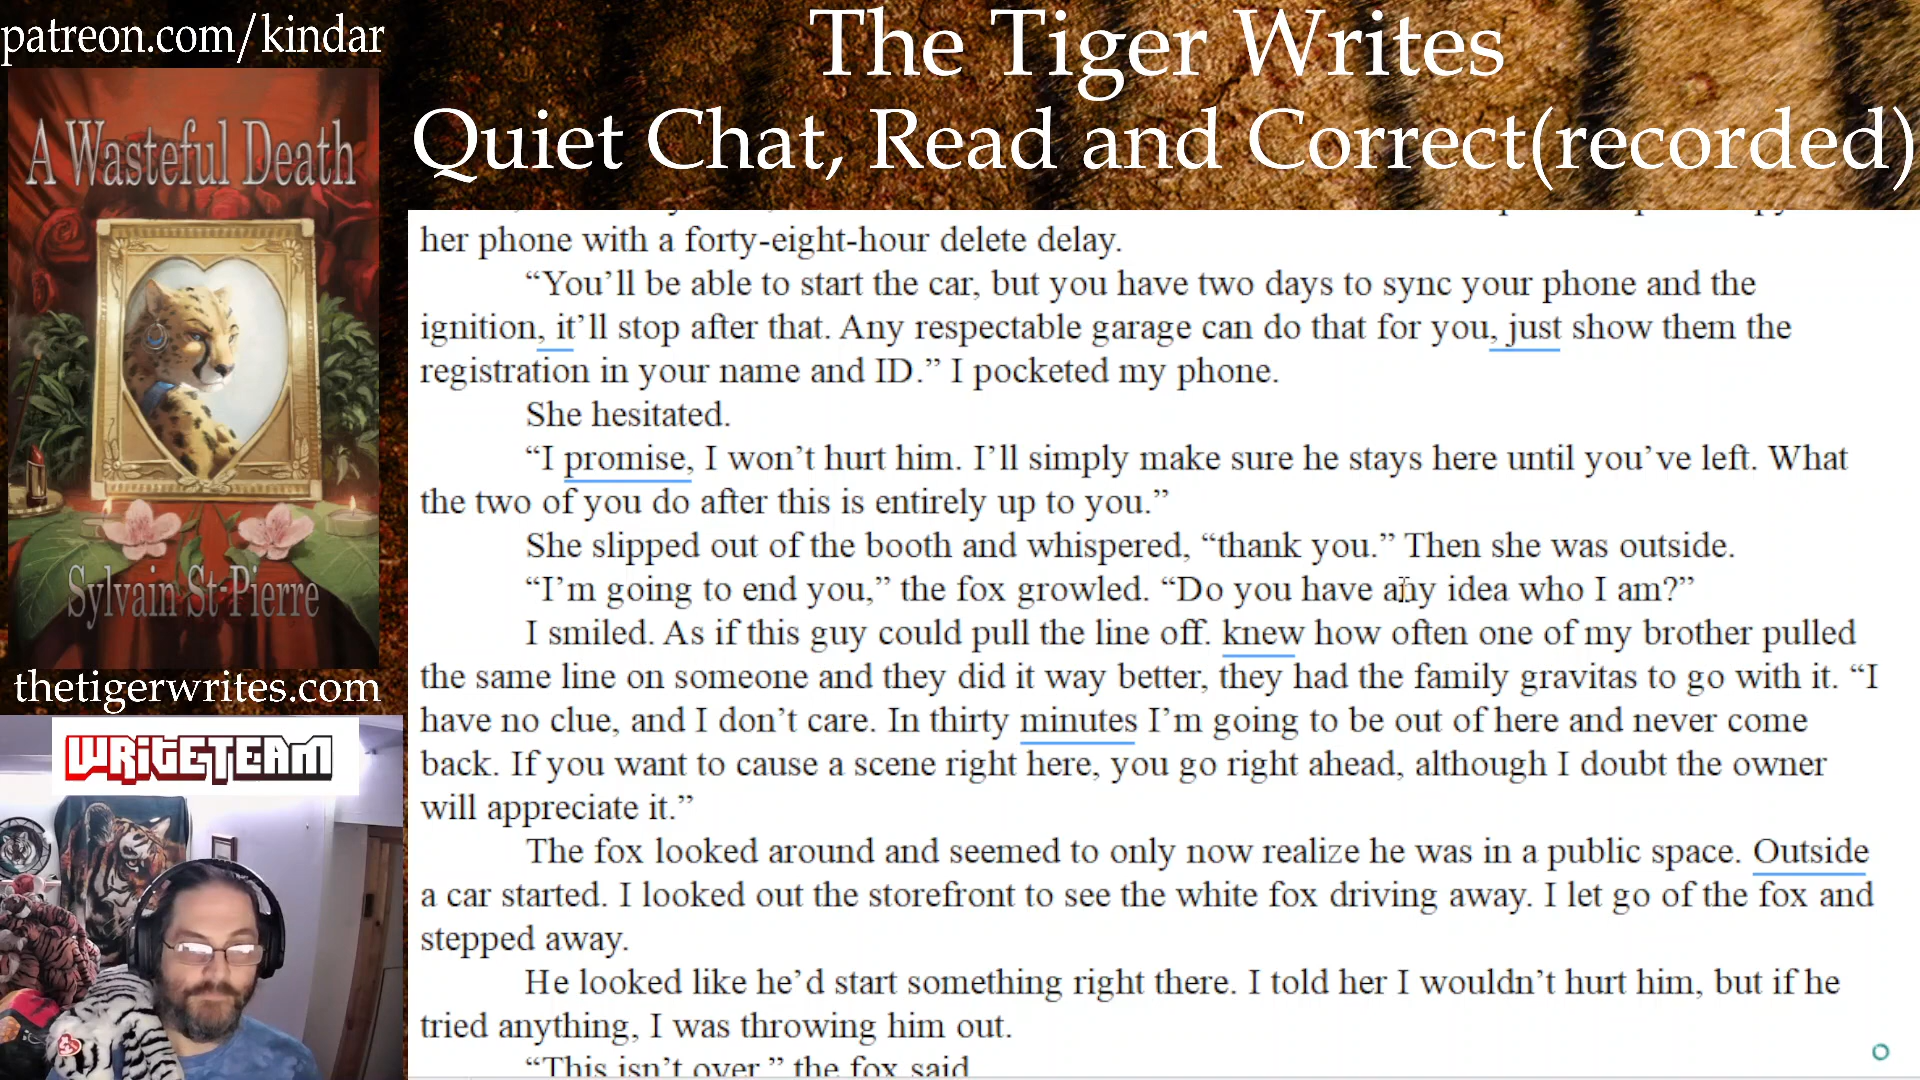 patreon.com/kindar
The Tiger Writes
Quiet Chat, Read and Correct(recorded)
A Wasteful Death
Sylvain St-Pierre
thetigerwrites.com
WRITETEAM
her phone with a forty-eight-hour delete delay.
“You’ll be able to start the car, but you have two days to sync your phone and the
ignition, it’ll stop after that. Any respectable garage can do that for you, just show them the
registration in your name and ID.” I pocketed my phone.
She hesitated.
“I promise, I won’t hurt him. I’ll simply make sure he stays here until you’ve left. What
the two of you do after this is entirely up to you.”
She slipped out of the booth and whispered, “thank you.” Then she was outside.
“I’m going to end you,” the fox growled. “Do you have any idea who I am?”
I smiled. As if this guy could pull the line off. knew how often one of my brother pulled
the same line on someone and they did it way better, they had the family gravitas to go with it. “I
have no clue, and I don’t care. In thirty minutes I’m going to be out of here and never come
back. If you want to cause a scene right here, you go right ahead, although I doubt the owner
will appreciate it.”
The fox looked around and seemed to only now realize he was in a public space. Outside
a car started. I looked out the storefront to see the white fox driving away. I let go of the fox and
stepped away.
He looked like he’d start something right there. I told her I wouldn’t hurt him, but if he
tried anything, I was throwing him out.
“This isn’t over,” the fox said